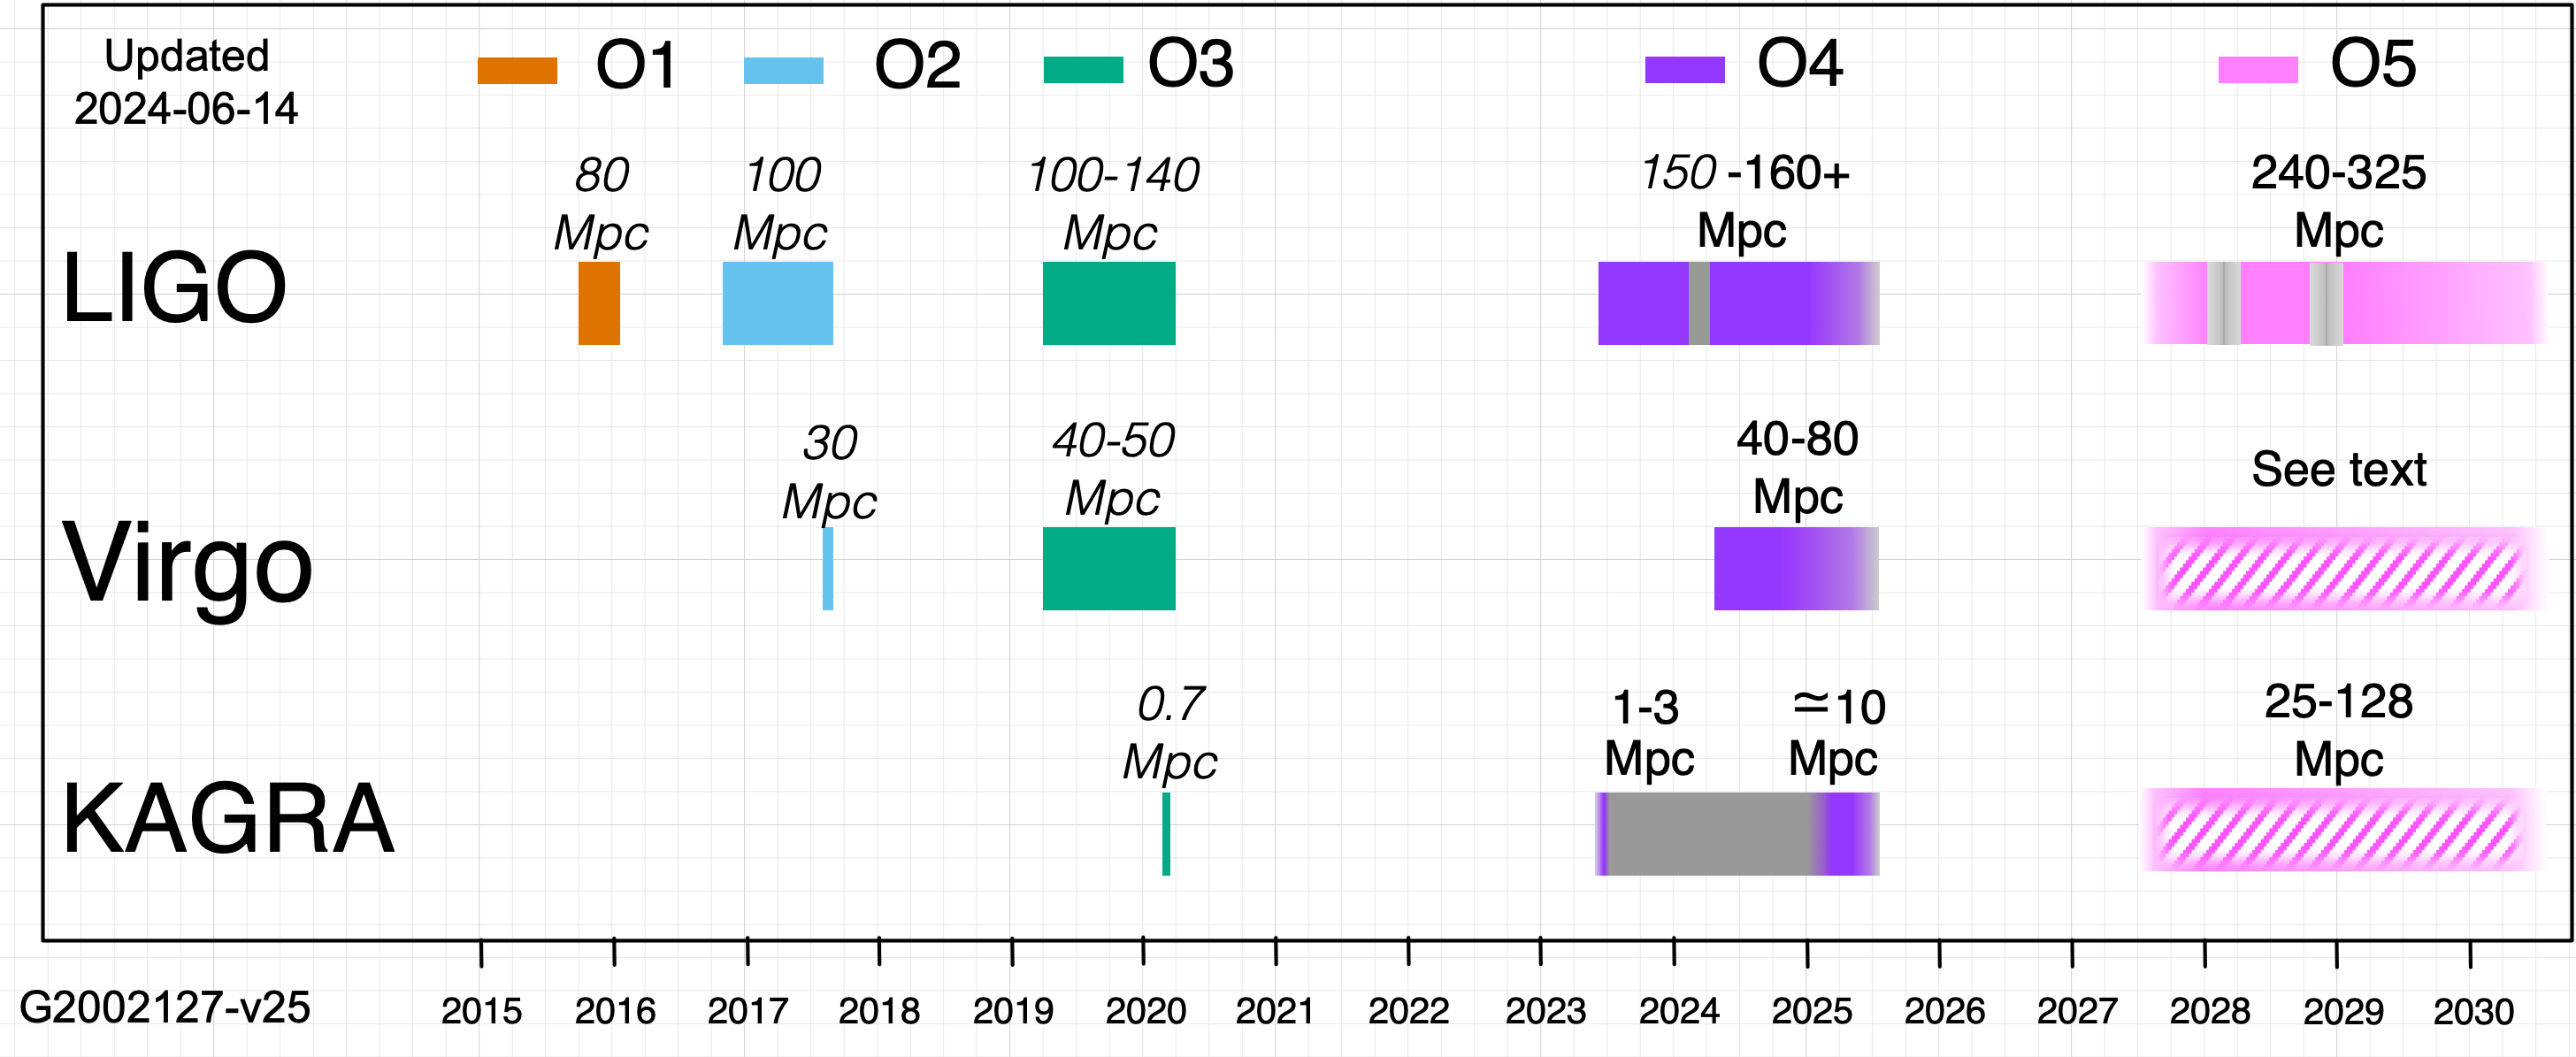 Updated
2024-06-14
O1
O2
O3
O4
O5
80
Mpc
100
Mpc
100-140
Mpc
150 -160+
Mpc
240-325
Mpc
LIGO
30
Mpc
40-50
Mpc
40-80
Mpc
See text
Virgo
0.7
Mpc
1-3
Mpc
≃10
Mpc
25-128
Mpc
KAGRA
G2002127-v25
2015 2016 2017 2018 2019 2020 2021 2022 2023 2024 2025 2026 2027 2028 2029 2030